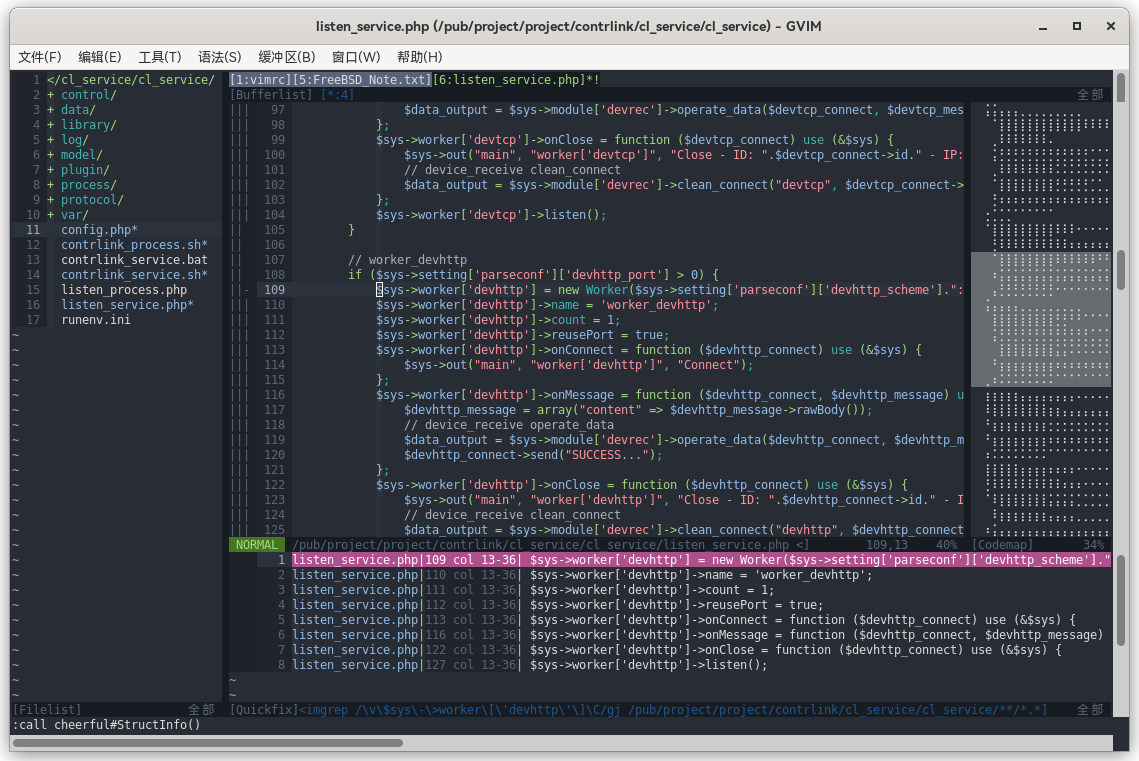 listen_service.php (/pub/project/project/contrlink/cl_service/cl_service) - GVIM
文件(F) 编辑(E) 工具(T) 语法(S) 缓冲区(B) 窗口(W) 帮助(H)
1 </cl_service/cl_service/
2 + control/
3 + data/
4 + library/
5 + log/
6 + model/
7 + plugin/
8 + process/
9 + protocol/
10 + var/
11 config.php*
12 contrlink_process.sh*
13 contrlink_service.bat
14 contrlink_service.sh*
15 listen_process.php
16 listen_service.php*
17 runenv.ini
[Filelist] 全部
[1:vimrc][5:FreeBSD_Note.txt][6:listen_service.php]*!
[Bufferlist] [*:4] 全部
||| 97 $data_output = $sys->module['devrec']->operate_data($devtcp_connect, $devtcp_mes
||| 98 };
||| 99 $sys->worker['devtcp']->onClose = function ($devtcp_connect) use (&$sys) {
||| 100 $sys->out("main", "worker['devtcp']", "Close - ID: ".$devtcp_connect->id." - IP:
||| 101 // device_receive clean_connect
||| 102 $data_output = $sys->module['devrec']->clean_connect("devtcp", $devtcp_connect->
||| 103 };
||| 104 $sys->worker['devtcp']->listen();
|| 105 }
|| 106
|| 107 // worker_devhttp
||| 108 if ($sys->setting['parseconf']['devhttp_port'] > 0) {
||- 109 $sys->worker['devhttp'] = new Worker($sys->setting['parseconf']['devhttp_scheme'].":
||| 110 $sys->worker['devhttp']->name = 'worker_devhttp';
||| 111 $sys->worker['devhttp']->count = 1;
||| 112 $sys->worker['devhttp']->reusePort = true;
||| 113 $sys->worker['devhttp']->onConnect = function ($devhttp_connect) use (&$sys) {
||| 114 $sys->out("main", "worker['devhttp']", "Connect");
||| 115 };
||| 116 $sys->worker['devhttp']->onMessage = function ($devhttp_connect, $devhttp_message) u
||| 117 $devhttp_message = array("content" => $devhttp_message->rawBody());
||| 118 // device_receive operate_data
||| 119 $data_output = $sys->module['devrec']->operate_data($devhttp_connect, $devhttp_m
||| 120 $devhttp_connect->send("SUCCESS...");
||| 121 };
||| 122 $sys->worker['devhttp']->onClose = function ($devhttp_connect) use (&$sys) {
||| 123 $sys->out("main", "worker['devhttp']", "Close - ID: ".$devhttp_connect->id." - I
||| 124 // device_receive clean_connect
||| 125 $data_output = $sys->module['devrec']->clean_connect("devhttp", $devhttp_connect
NORMAL /pub/project/project/contrlink/cl_service/cl_service/listen_service.php <] 109,13 40% [Codemap] 34%
1 listen_service.php|109 col 13-36| $sys->worker['devhttp'] = new Worker($sys->setting['parseconf']['devhttp_scheme']."
2 listen_service.php|110 col 13-36| $sys->worker['devhttp']->name = 'worker_devhttp';
3 listen_service.php|111 col 13-36| $sys->worker['devhttp']->count = 1;
4 listen_service.php|112 col 13-36| $sys->worker['devhttp']->reusePort = true;
5 listen_service.php|113 col 13-36| $sys->worker['devhttp']->onConnect = function ($devhttp_connect) use (&$sys) {
6 listen_service.php|116 col 13-36| $sys->worker['devhttp']->onMessage = function ($devhttp_connect, $devhttp_message)
7 listen_service.php|122 col 13-36| $sys->worker['devhttp']->onClose = function ($devhttp_connect) use (&$sys) {
8 listen_service.php|127 col 13-36| $sys->worker['devhttp']->listen();
~
~
[Quickfix]<imgrep /\v\$sys\-\>worker\[\'devhttp\'\]\C/gj /pub/project/project/contrlink/cl_service/cl_service/**/*.*] 全部
:call cheerful#StructInfo()